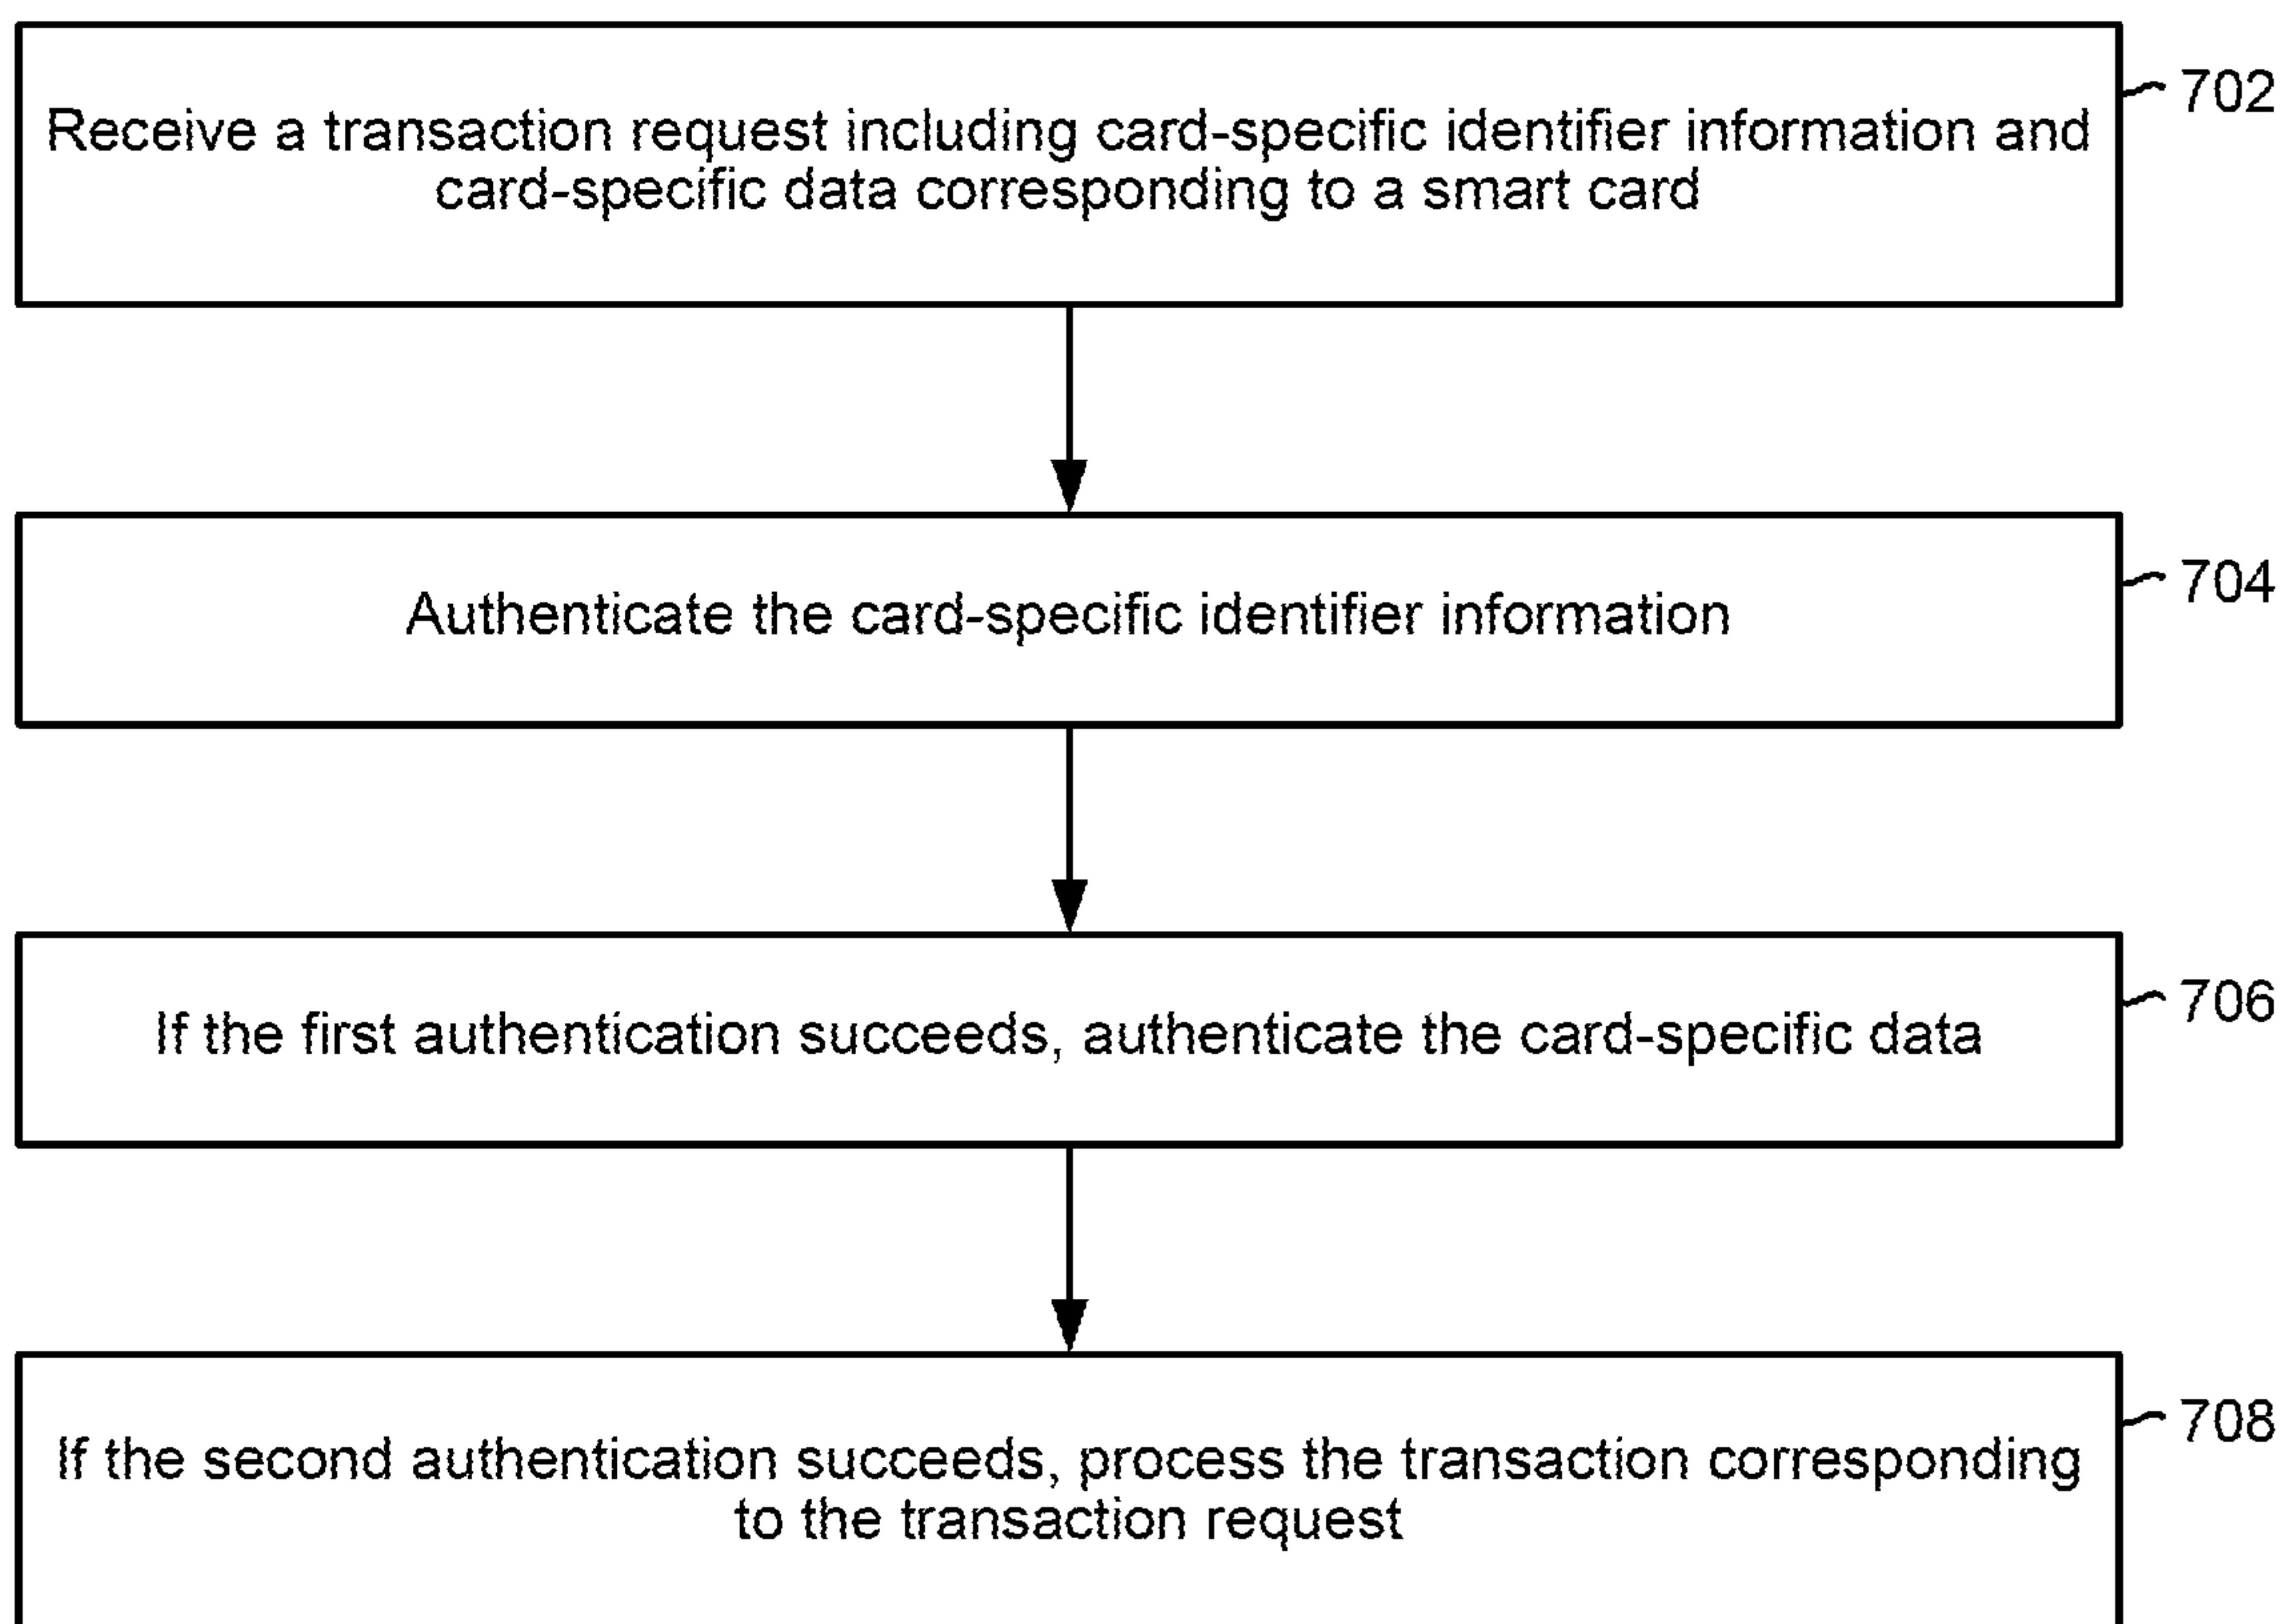 702
Receive a transaction request including card-specific identifier information and
card-specific data corresponding to a smart card
704
Authenticate the card-specific identifier information
706
If the first authentication succeeds, authenticate the card-specific data
708
If the second authentication succeeds, process the transaction corresponding
to the transaction request